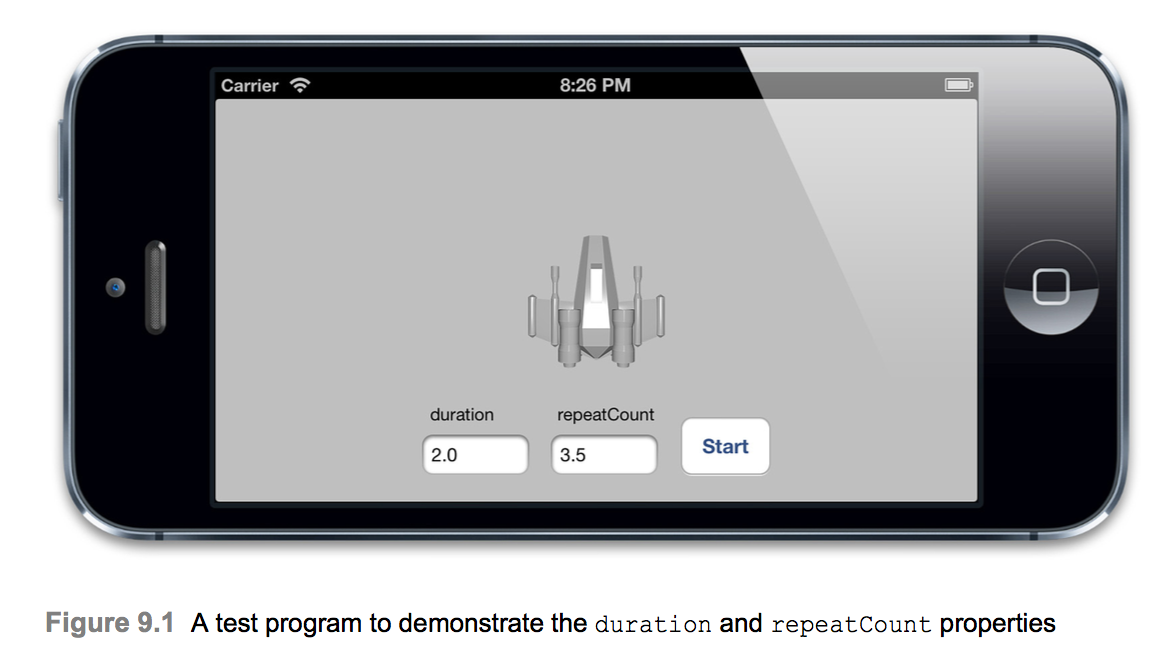 Carrier 8:26 PM
duration repeatCount
Start
2.0 3.5
Figure 9.1 A test program to demonstrate the duration and repeatCount properties